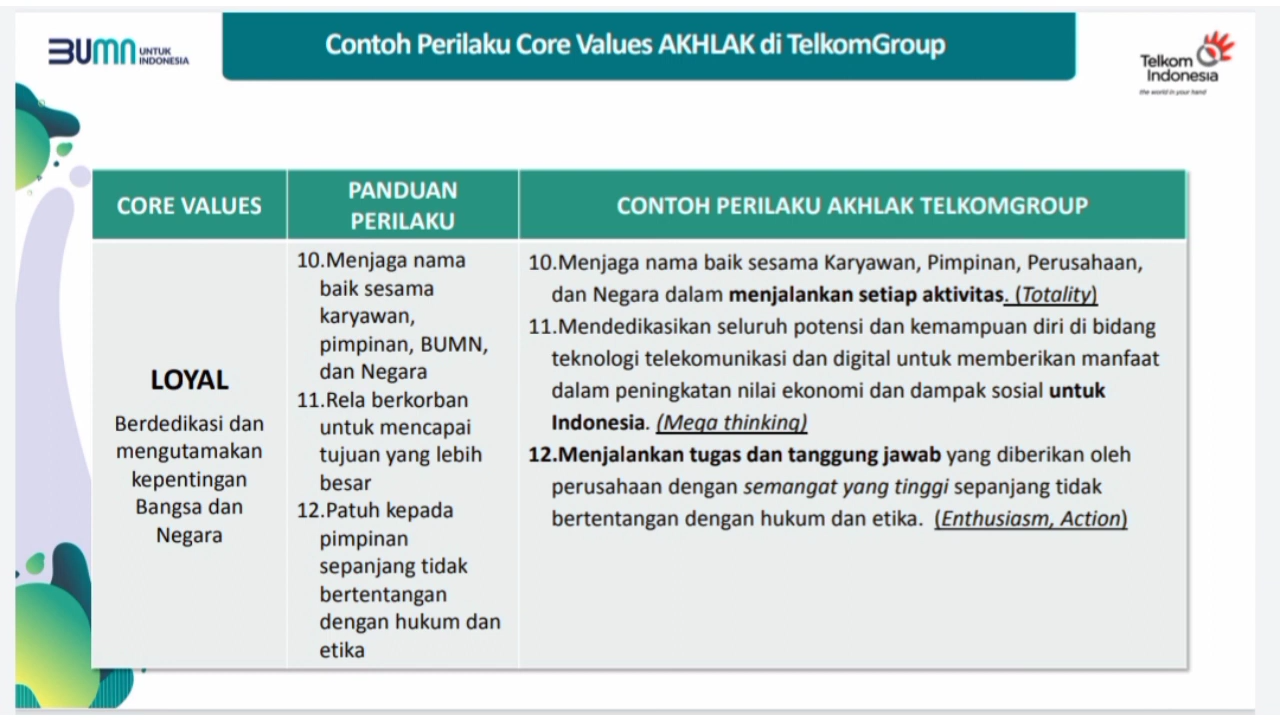 BUMN UNTUK
INDONESIA
Contoh Perilaku Core Values AKHLAK di TelkomGroup
Telkom
Indonesia
the world in your hand
CORE VALUES
PANDUAN
PERILAKU
CONTOH PERILAKU AKHLAK TELKOMGROUP
LOYAL
Berdedikasi dan
mengutamakan
kepentingan
Bangsa dan
Negara
10.Menjaga nama
baik sesama
karyawan,
pimpinan, BUMN,
dan Negara
11.Rela berkorban
untuk mencapai
tujuan yang lebih
besar
12.Patuh kepada
pimpinan
sepanjang tidak
bertentangan
dengan hukum dan
etika
10.Menjaga nama baik sesama Karyawan, Pimpinan, Perusahaan,
dan Negara dalam menjalankan setiap aktivitas. (Totality)
11.Mendedikasikan seluruh potensi dan kemampuan diri di bidang
teknologi telekomunikasi dan digital untuk memberikan manfaat
dalam peningkatan nilai ekonomi dan dampak sosial untuk
Indonesia. (Mega thinking)
12.Menjalankan tugas dan tanggung jawab yang diberikan oleh
perusahaan dengan semangat yang tinggi sepanjang tidak
bertentangan dengan hukum dan etika. (Enthusiasm, Action)